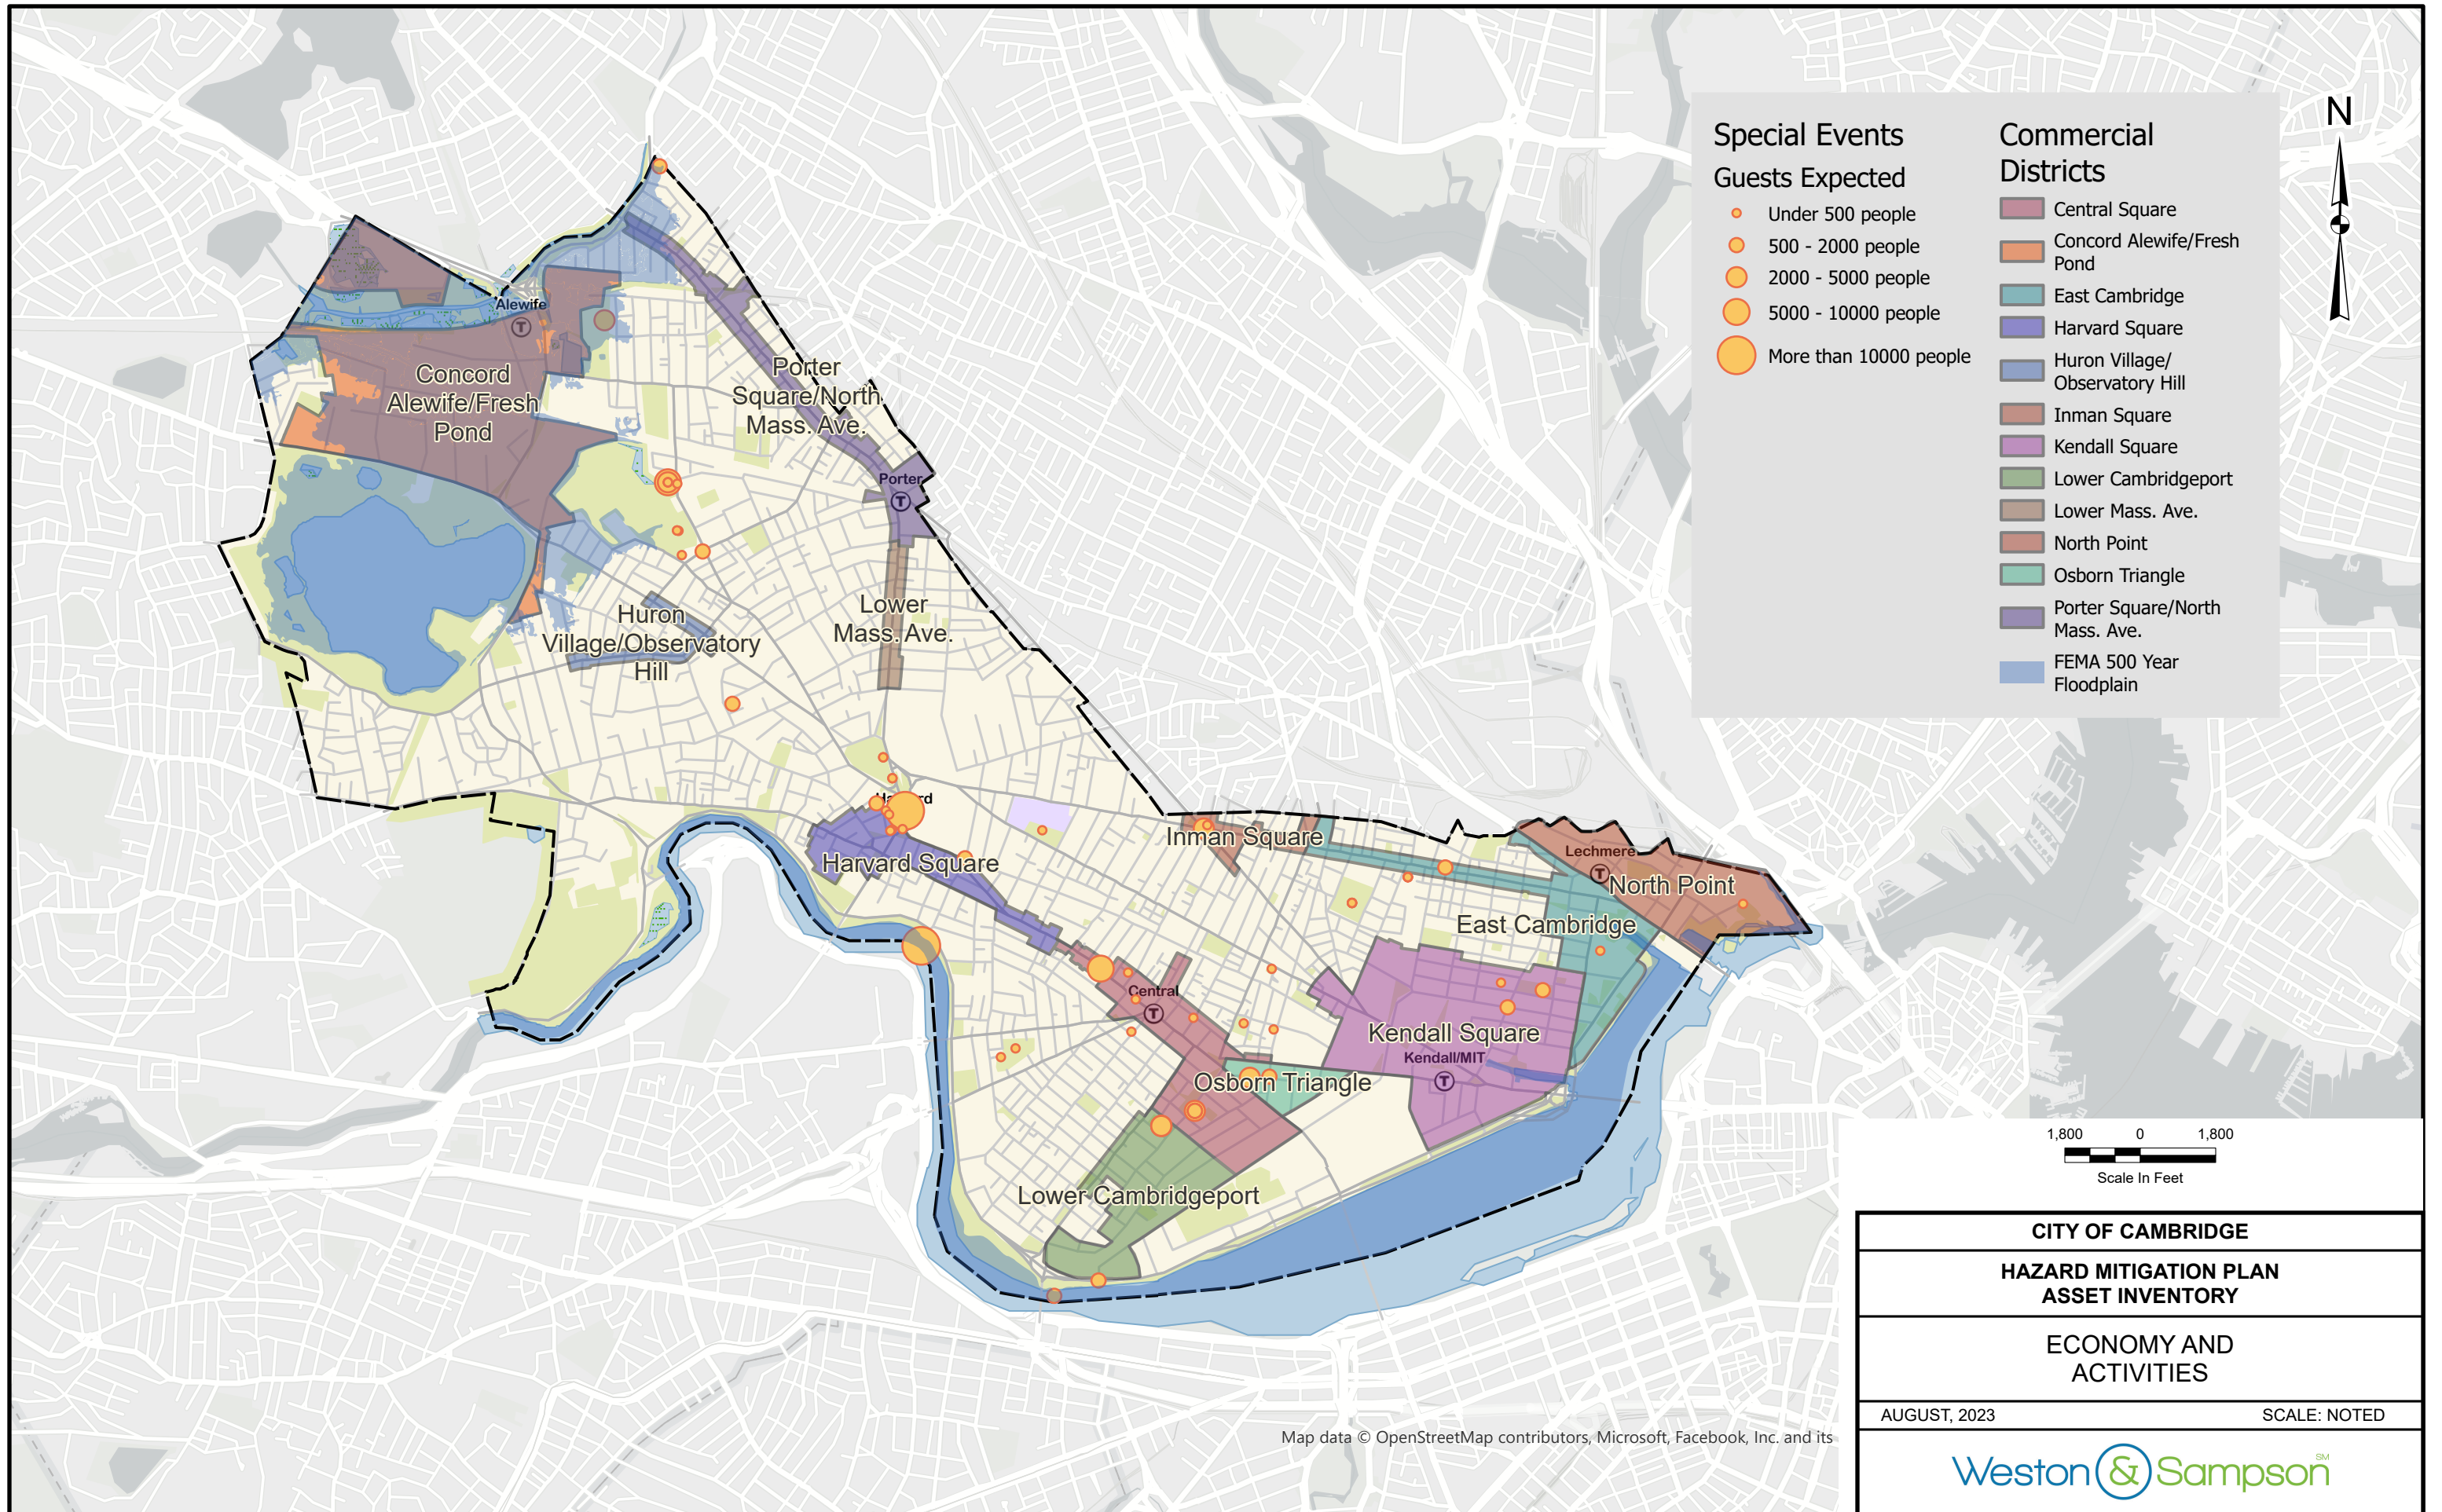 N
Special Events
Guests Expected
Under 500 people
500 - 2000 people
2000 - 5000 people
5000 - 10000 people
More than 10000 people
Commercial
Districts
Central Square
Concord Alewife/Fresh
Pond
East Cambridge
Harvard Square
Huron Village/
Observatory Hill
Inman Square
Kendall Square
Lower Cambridgeport
Lower Mass. Ave.
North Point
Osborn Triangle
Porter Square/North
Mass. Ave.
FEMA 500 Year
Floodplain
Alewife
T
Concord
Alewife/Fresh
Pond
Porter
Square/North
Mass. Ave.
Porter
T
Huron
Village/Observatory
Hill
Lower
Mass. Ave.
Harvard Square
Inman Square
Lechmere
T
North Point
East Cambridge
Central
T
Kendall Square
Kendall/MIT
T
Osborn Triangle
Lower Cambridgeport
1,800 0 1,800
Scale In Feet
CITY OF CAMBRIDGE
HAZARD MITIGATION PLAN
ASSET INVENTORY
ECONOMY AND
ACTIVITIES
AUGUST, 2023 SCALE: NOTED
Map data © OpenStreetMap contributors, Microsoft, Facebook, Inc. and its
Weston & Sampson SM